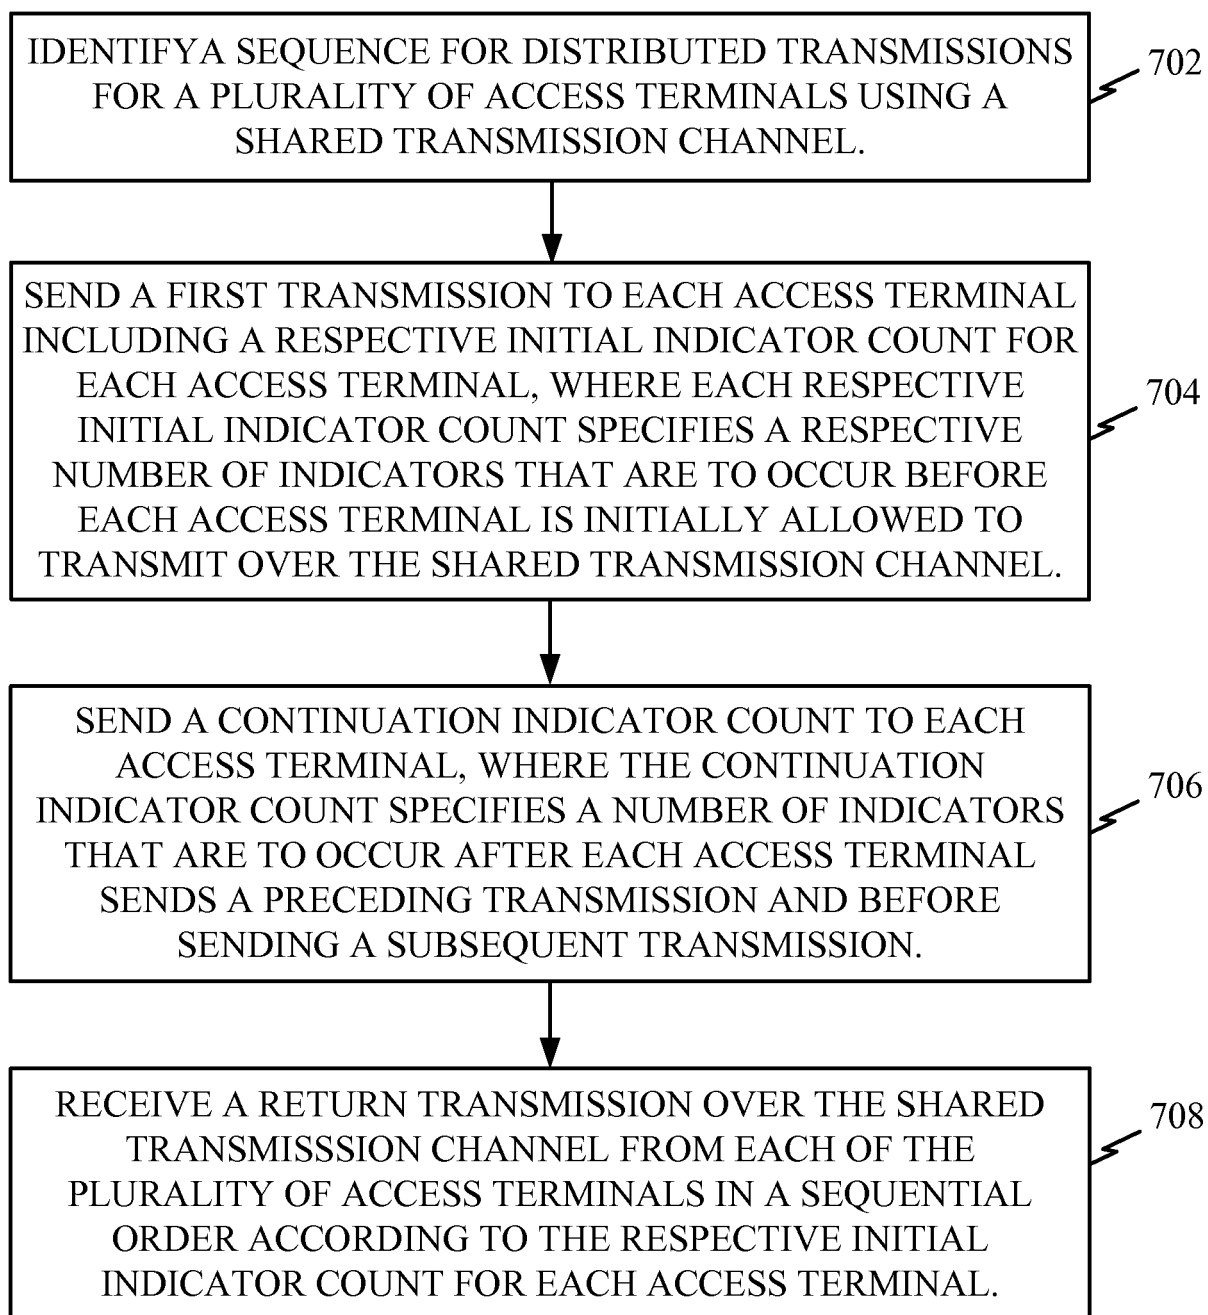 IDENTIFYA SEQUENCE FOR DISTRIBUTED TRANSMISSIONS
FOR A PLURALITY OF ACCESS TERMINALS USING A
SHARED TRANSMISSION CHANNEL.
702
SEND A FIRST TRANSMISSION TO EACH ACCESS TERMINAL
INCLUDING A RESPECTIVE INITIAL INDICATOR COUNT FOR
EACH ACCESS TERMINAL, WHERE EACH RESPECTIVE
INITIAL INDICATOR COUNT SPECIFIES A RESPECTIVE
NUMBER OF INDICATORS THAT ARE TO OCCUR BEFORE
EACH ACCESS TERMINAL IS INITIALLY ALLOWED TO
TRANSMIT OVER THE SHARED TRANSMISSION CHANNEL.
704
SEND A CONTINUATION INDICATOR COUNT TO EACH
ACCESS TERMINAL, WHERE THE CONTINUATION
INDICATOR COUNT SPECIFIES A NUMBER OF INDICATORS
THAT ARE TO OCCUR AFTER EACH ACCESS TERMINAL
SENDS A PRECEDING TRANSMISSION AND BEFORE
SENDING A SUBSEQUENT TRANSMISSION.
706
RECEIVE A RETURN TRANSMISSION OVER THE SHARED
TRANSMISSSION CHANNEL FROM EACH OF THE
PLURALITY OF ACCESS TERMINALS IN A SEQUENTIAL
ORDER ACCORDING TO THE RESPECTIVE INITIAL
INDICATOR COUNT FOR EACH ACCESS TERMINAL.
708